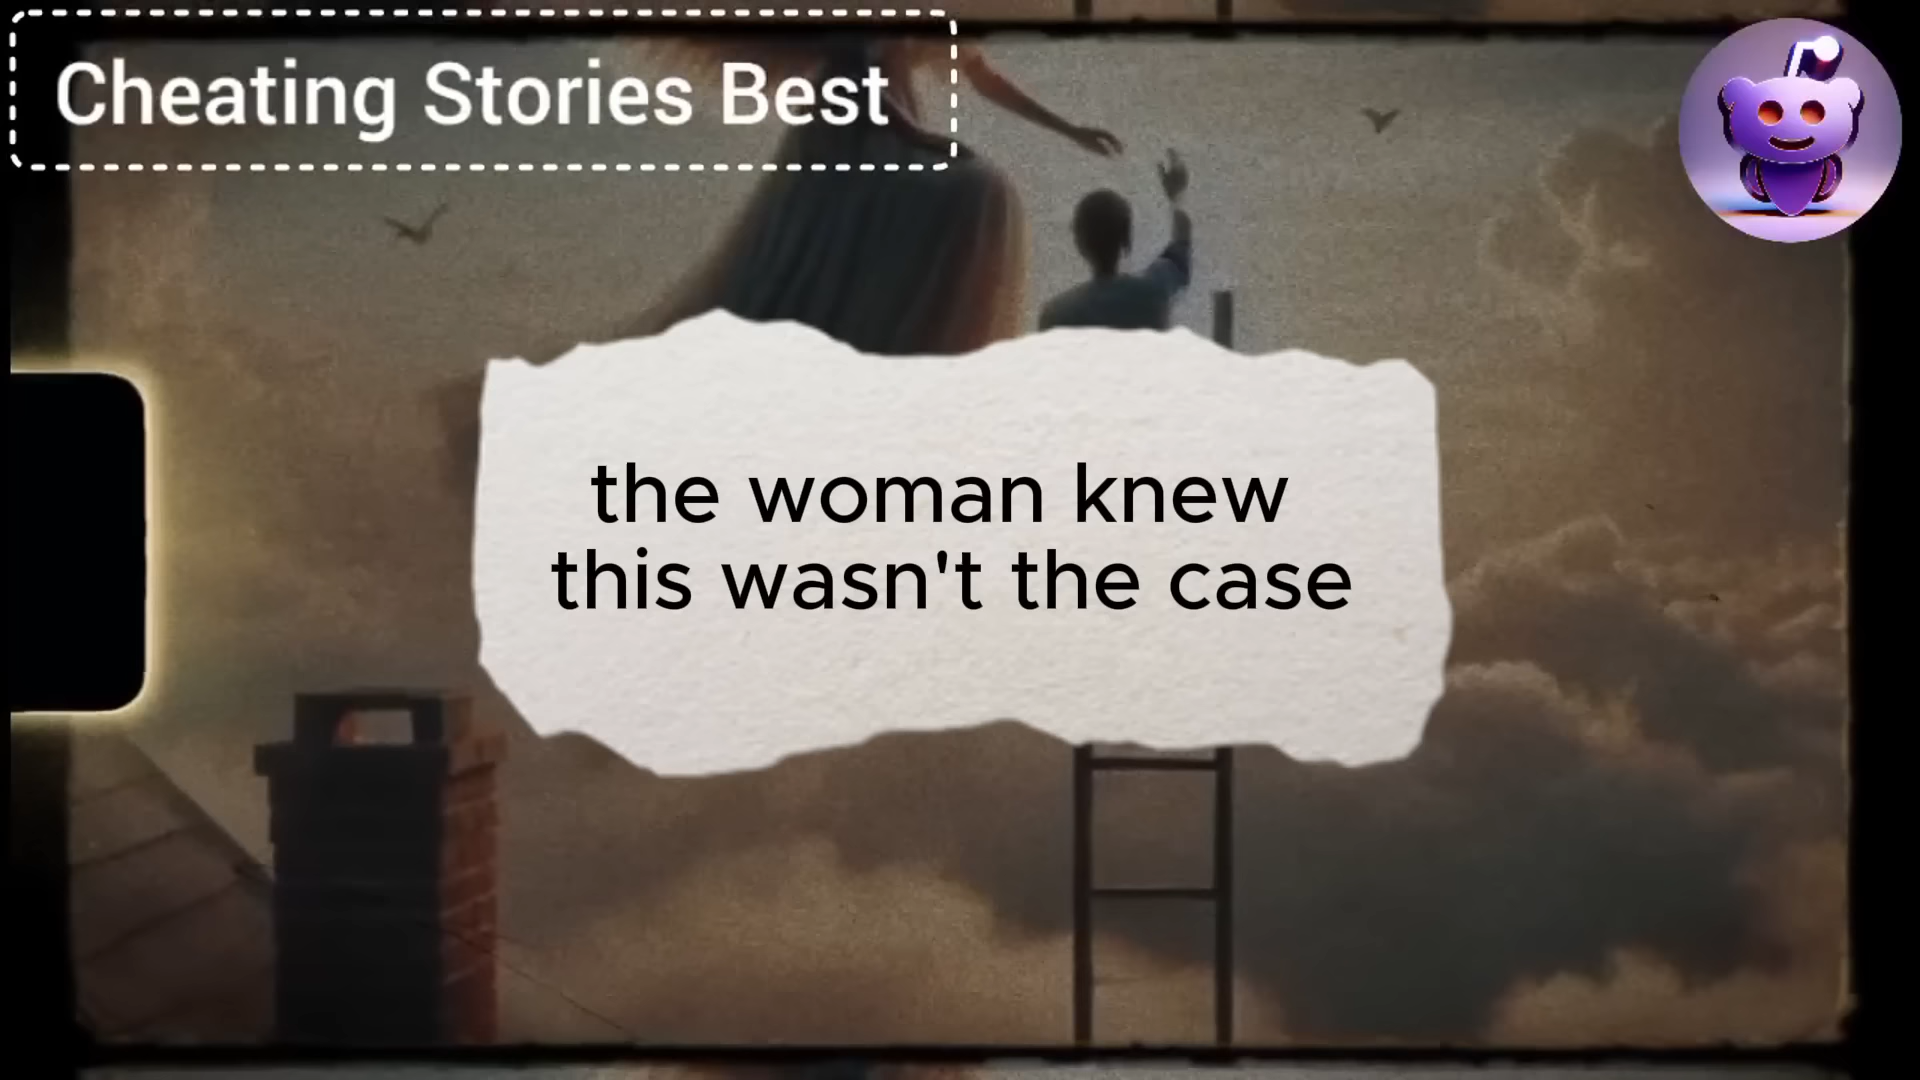 Cheating Stories Best
the woman knew
this wasn't the case